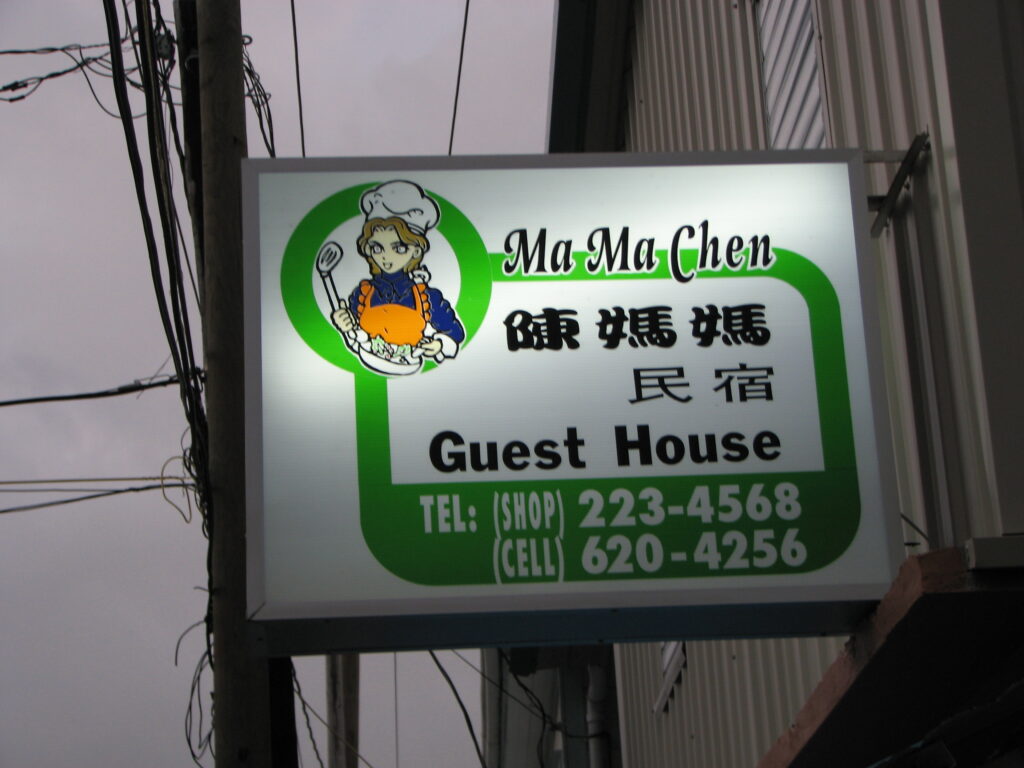 Ma Ma Chen
陳媽媽
民宿
Guest House
TEL: (SHOP) 223-4568
(CELL) 620-4256